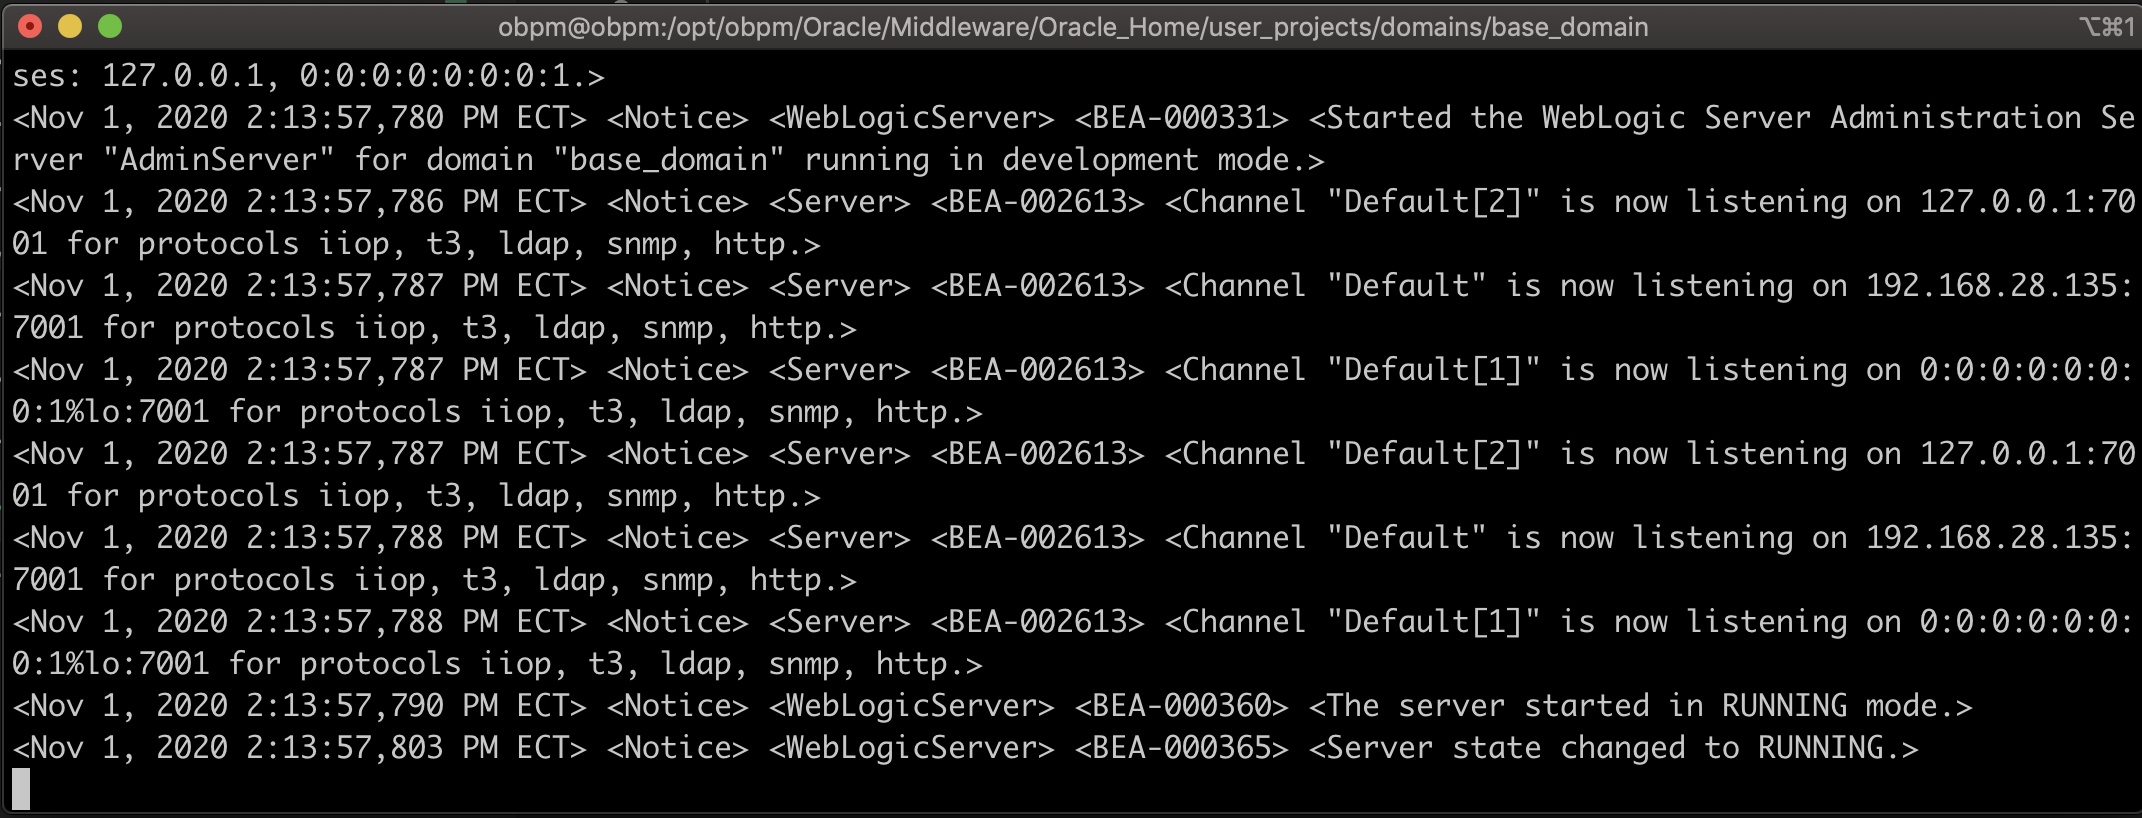 obpm@obpm:/opt/obpm/Oracle/Middleware/Oracle_Home/user_projects/domains/base_domain
⌥⌘1
ses: 127.0.0.1, 0:0:0:0:0:0:0:1.>
<Nov 1, 2020 2:13:57,780 PM ECT> <Notice> <WebLogicServer> <BEA-000331> <Started the WebLogic Server Administration Se
rver "AdminServer" for domain "base_domain" running in development mode.>
<Nov 1, 2020 2:13:57,786 PM ECT> <Notice> <Server> <BEA-002613> <Channel "Default[2]" is now listening on 127.0.0.1:70
01 for protocols iiop, t3, ldap, snmp, http.>
<Nov 1, 2020 2:13:57,787 PM ECT> <Notice> <Server> <BEA-002613> <Channel "Default" is now listening on 192.168.28.135:
7001 for protocols iiop, t3, ldap, snmp, http.>
<Nov 1, 2020 2:13:57,787 PM ECT> <Notice> <Server> <BEA-002613> <Channel "Default[1]" is now listening on 0:0:0:0:0:0:
0:1%lo:7001 for protocols iiop, t3, ldap, snmp, http.>
<Nov 1, 2020 2:13:57,787 PM ECT> <Notice> <Server> <BEA-002613> <Channel "Default[2]" is now listening on 127.0.0.1:70
01 for protocols iiop, t3, ldap, snmp, http.>
<Nov 1, 2020 2:13:57,788 PM ECT> <Notice> <Server> <BEA-002613> <Channel "Default" is now listening on 192.168.28.135:
7001 for protocols iiop, t3, ldap, snmp, http.>
<Nov 1, 2020 2:13:57,788 PM ECT> <Notice> <Server> <BEA-002613> <Channel "Default[1]" is now listening on 0:0:0:0:0:0:
0:1%lo:7001 for protocols iiop, t3, ldap, snmp, http.>
<Nov 1, 2020 2:13:57,790 PM ECT> <Notice> <WebLogicServer> <BEA-000360> <The server started in RUNNING mode.>
<Nov 1, 2020 2:13:57,803 PM ECT> <Notice> <WebLogicServer> <BEA-000365> <Server state changed to RUNNING.>